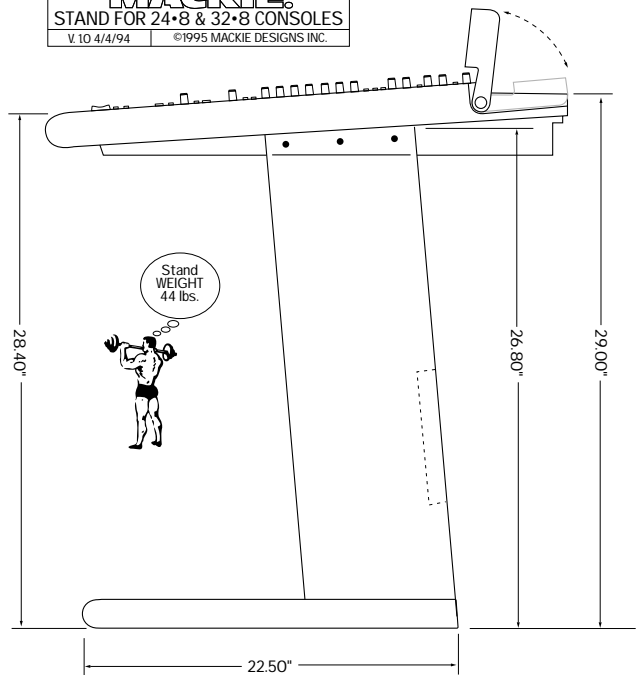 MACKIE.
STAND FOR 24•8 & 32•8 CONSOLES
V. 1.0 4/4/94 ©1995 MACKIE DESIGNS INC.
Stand
WEIGHT
44 lbs.
28.40"
26.80"
29.00"
22.50"